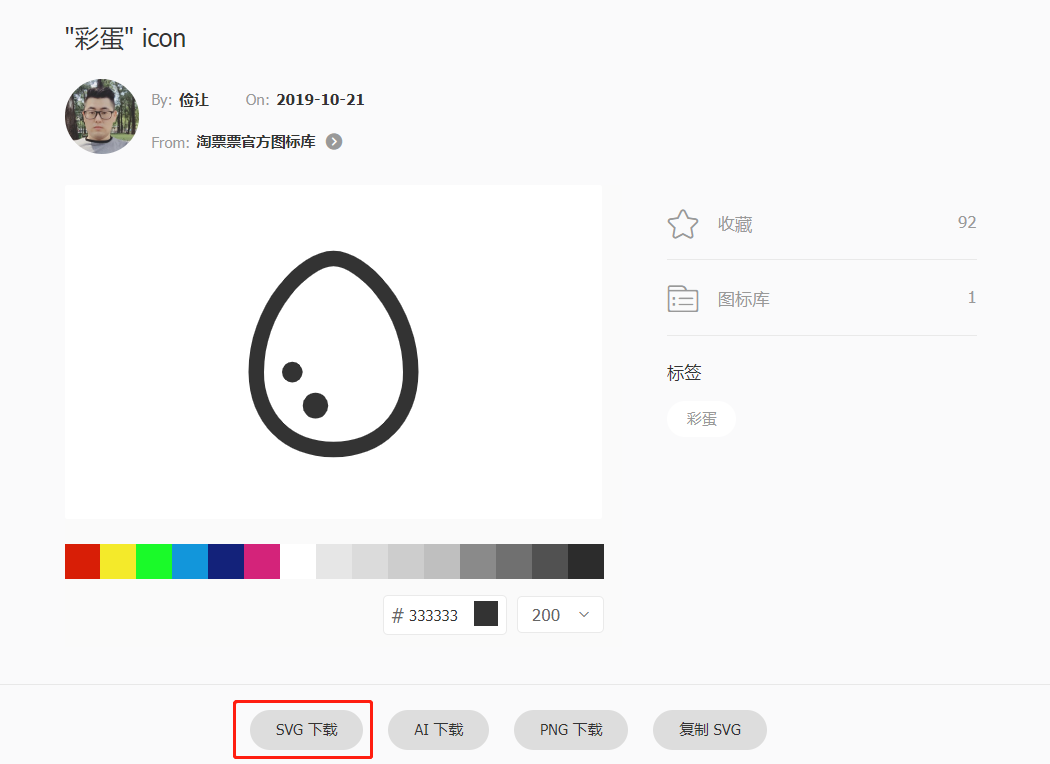 "彩蛋" icon
By: 俭让 On: 2019-10-21
From: 淘票票官方图标库
收藏 92
图标库 1
标签
彩蛋
# 333333 200
SVG 下载 AI 下载 PNG 下载 复制 SVG